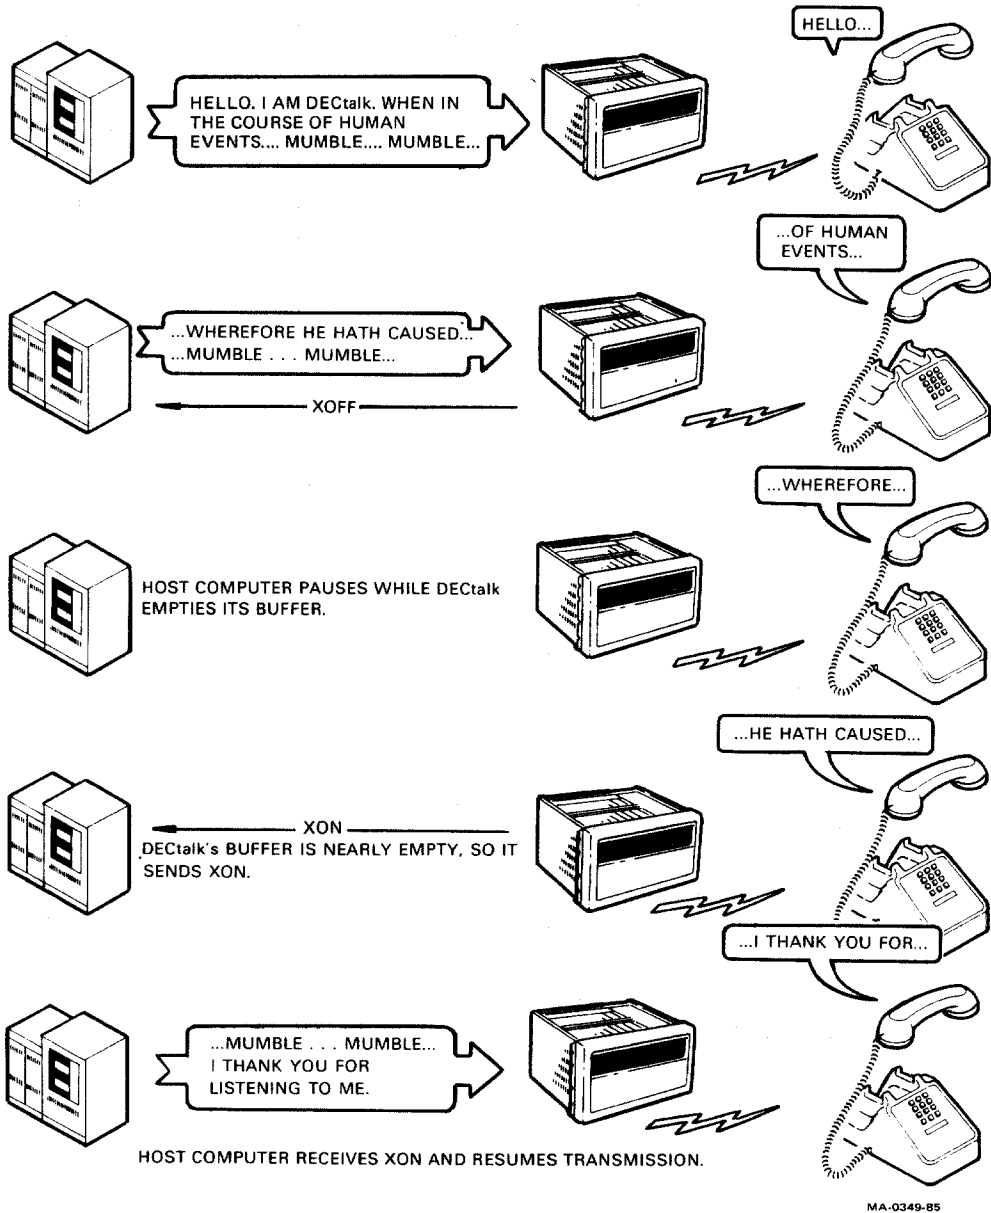 HELLO...
HELLO. I AM DECtalk. WHEN IN
THE COURSE OF HUMAN
EVENTS.... MUMBLE.... MUMBLE...
...OF HUMAN
EVENTS...
...WHEREFORE HE HATH CAUSED...
...MUMBLE . . . MUMBLE...
XOFF
...WHEREFORE...
HOST COMPUTER PAUSES WHILE DECtalk
EMPTIES ITS BUFFER.
...HE HATH CAUSED...
XON
DECtalk's BUFFER IS NEARLY EMPTY, SO IT
SENDS XON.
...I THANK YOU FOR...
...MUMBLE . . . MUMBLE...
I THANK YOU FOR
LISTENING TO ME.
HOST COMPUTER RECEIVES XON AND RESUMES TRANSMISSION.
MA-0349-85